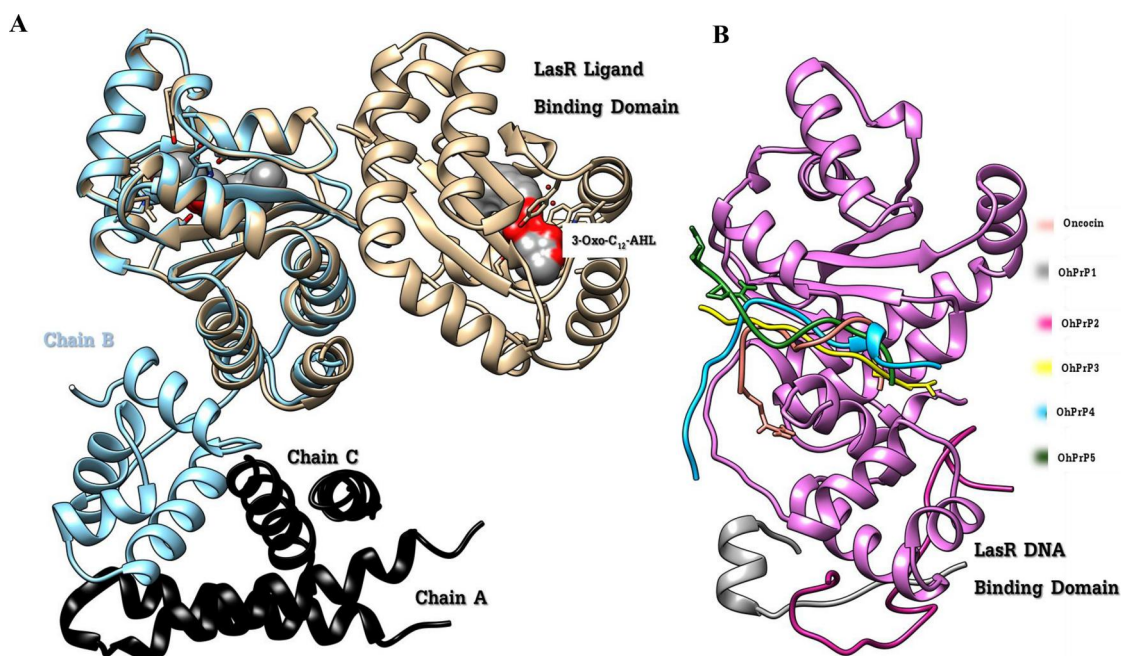 A
LasR Ligand
Binding Domain
3-Oxo-C₁₂-AHL
Chain B
Chain C
Chain A
B
Oncocin
OhPrP1
OhPrP2
OhPrP3
OhPrP4
OhPrP5
LasR DNA
Binding Domain